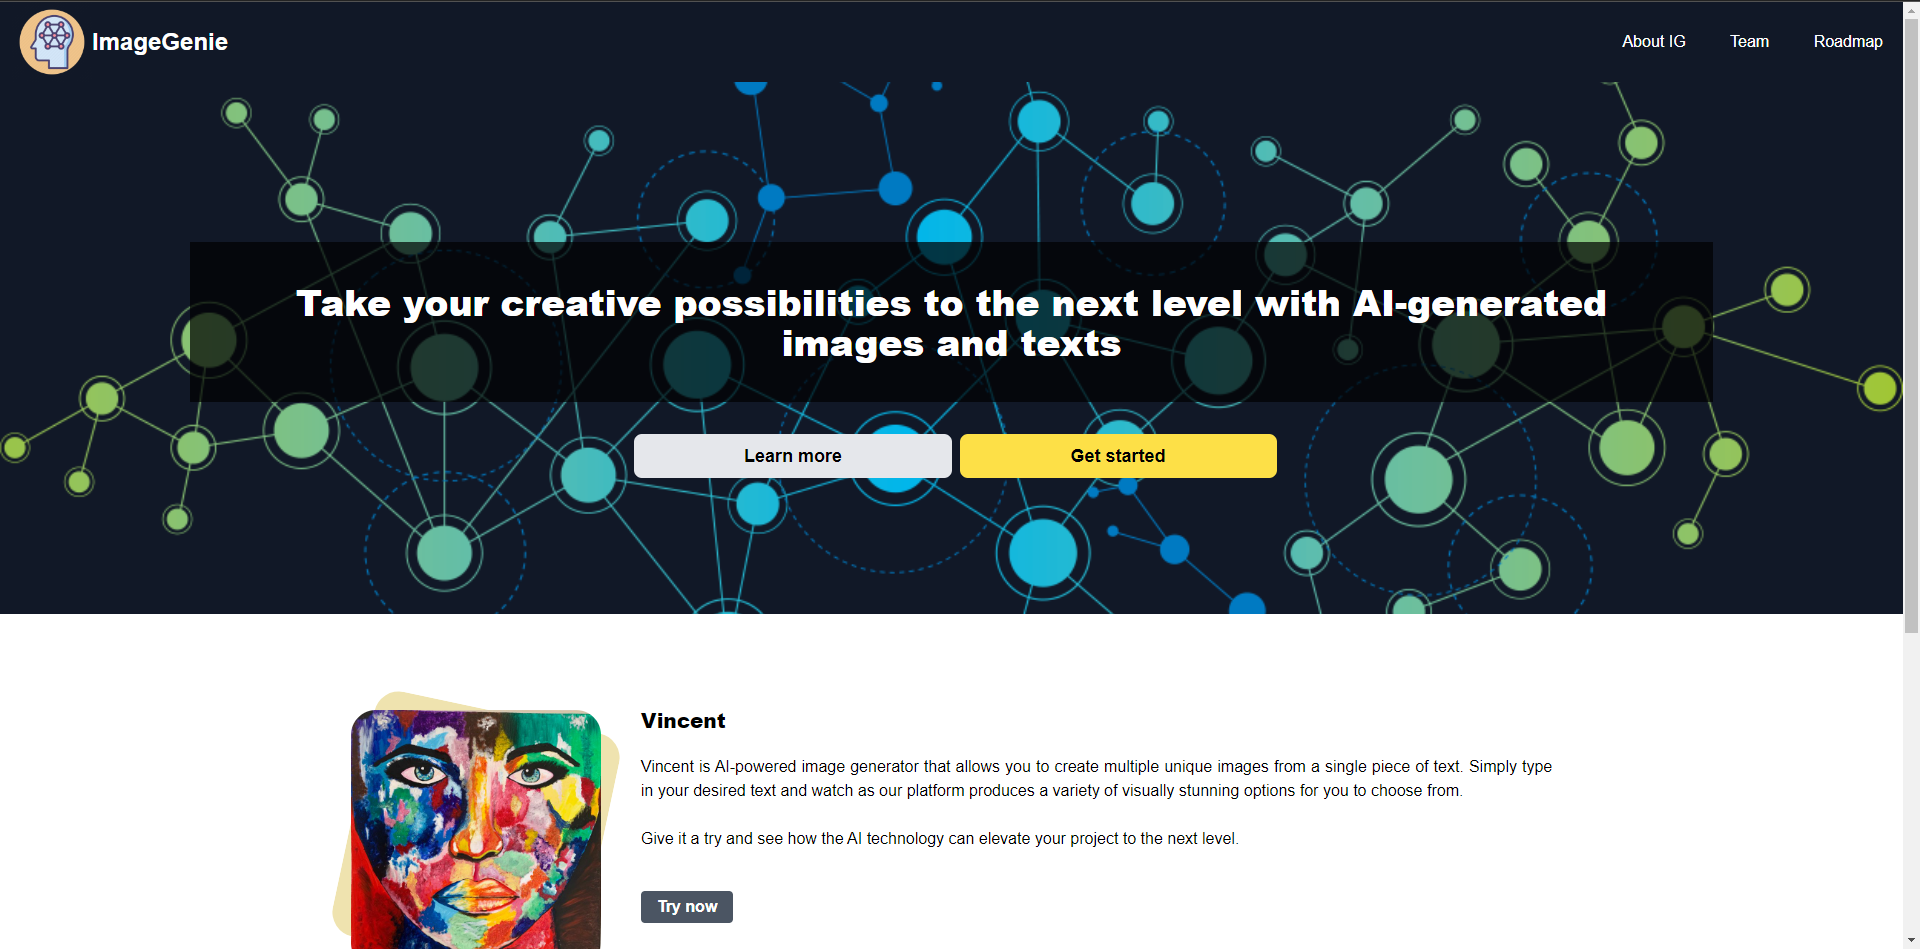 ImageGenie
About IG
Team
Roadmap
Take your creative possibilities to the next level with AI-generated
images and texts
Learn more
Get started
Vincent
Vincent is AI-powered image generator that allows you to create multiple unique images from a single piece of text. Simply type
in your desired text and watch as our platform produces a variety of visually stunning options for you to choose from.
Give it a try and see how the AI technology can elevate your project to the next level.
Try now